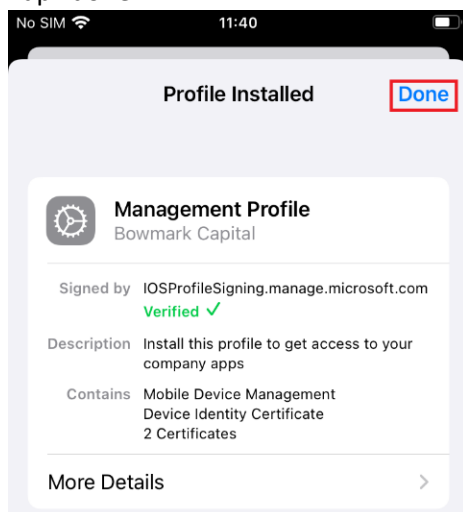 No SIM 11:40
Profile Installed Done
Management Profile
Bowmark Capital
Signed by IOSProfileSigning.manage.microsoft.com
Verified ✓
Description Install this profile to get access to your
company apps
Contains Mobile Device Management
Device Identity Certificate
2 Certificates
More Details